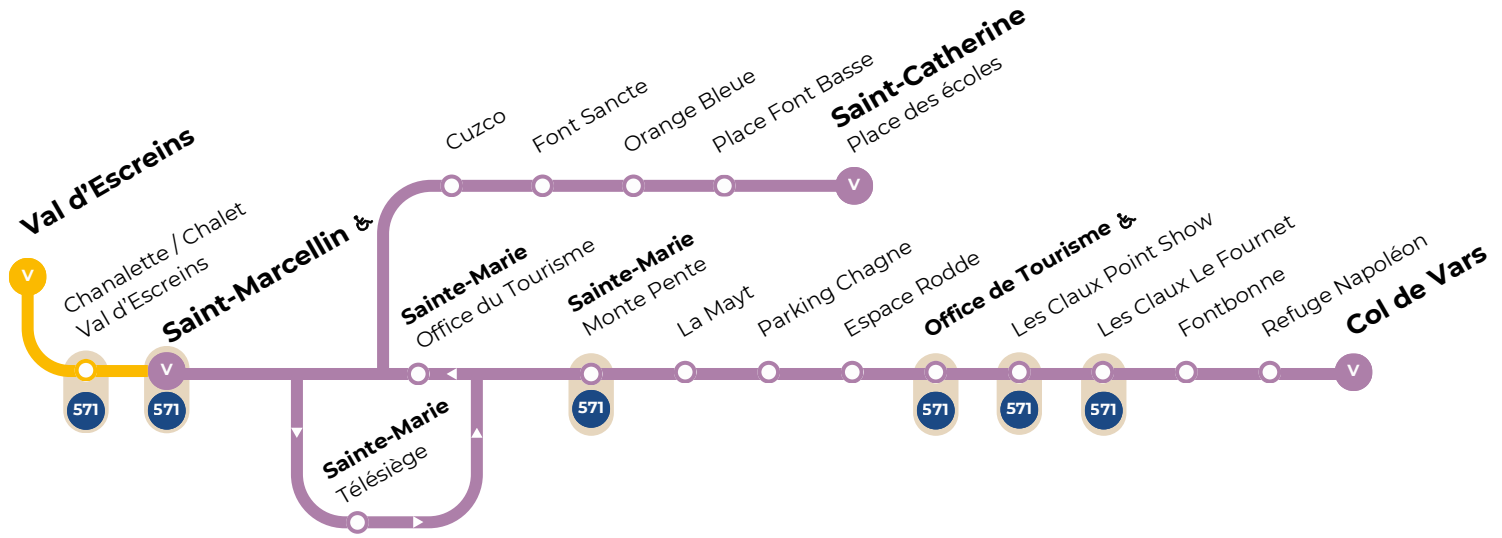 Cuzco
Font Sancte
Orange Bleue
Place Font Basse
Saint-Catherine
Place des écoles
V
Val d'Escreins
V
Chanalette / Chalet
Val d'Escreins
571
Saint-Marcellin
V
571
Sainte-Marie
Office du Tourisme
Sainte-Marie
Télésiège
Sainte-Marie
Monte Pente
571
La Mayt
Parking Chagne
Espace Rodde
Office de Tourisme
571
Les Claux Point Show
571
Les Claux Le Fournet
571
Fontbonne
Refuge Napoléon
Col de Vars
V